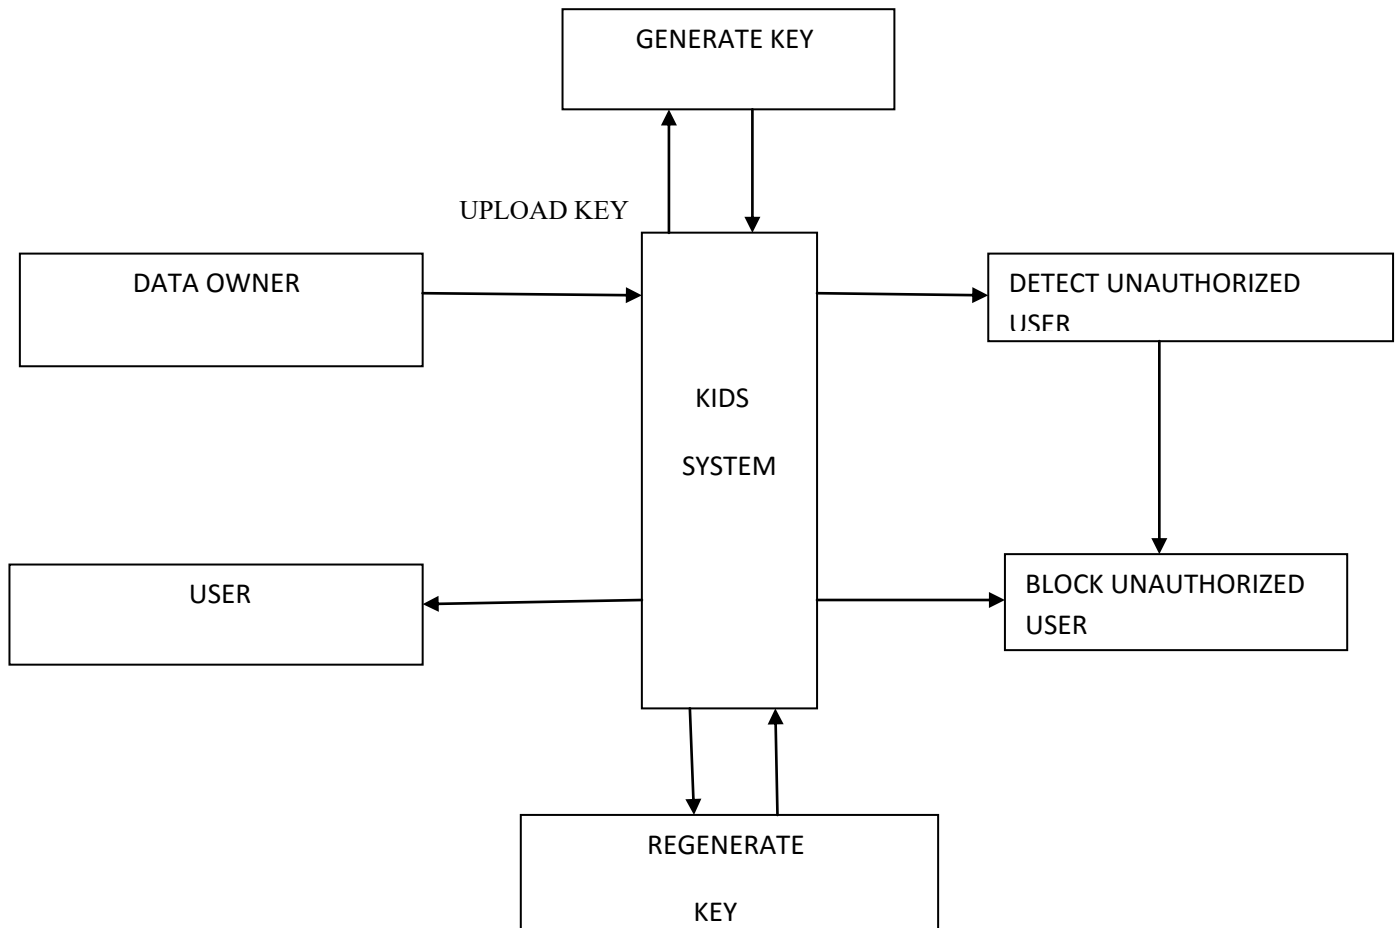 GENERATE KEY
UPLOAD KEY
DATA OWNER
DETECT UNAUTHORIZED
USER
KIDS
SYSTEM
USER
BLOCK UNAUTHORIZED
USER
REGENERATE
KEY